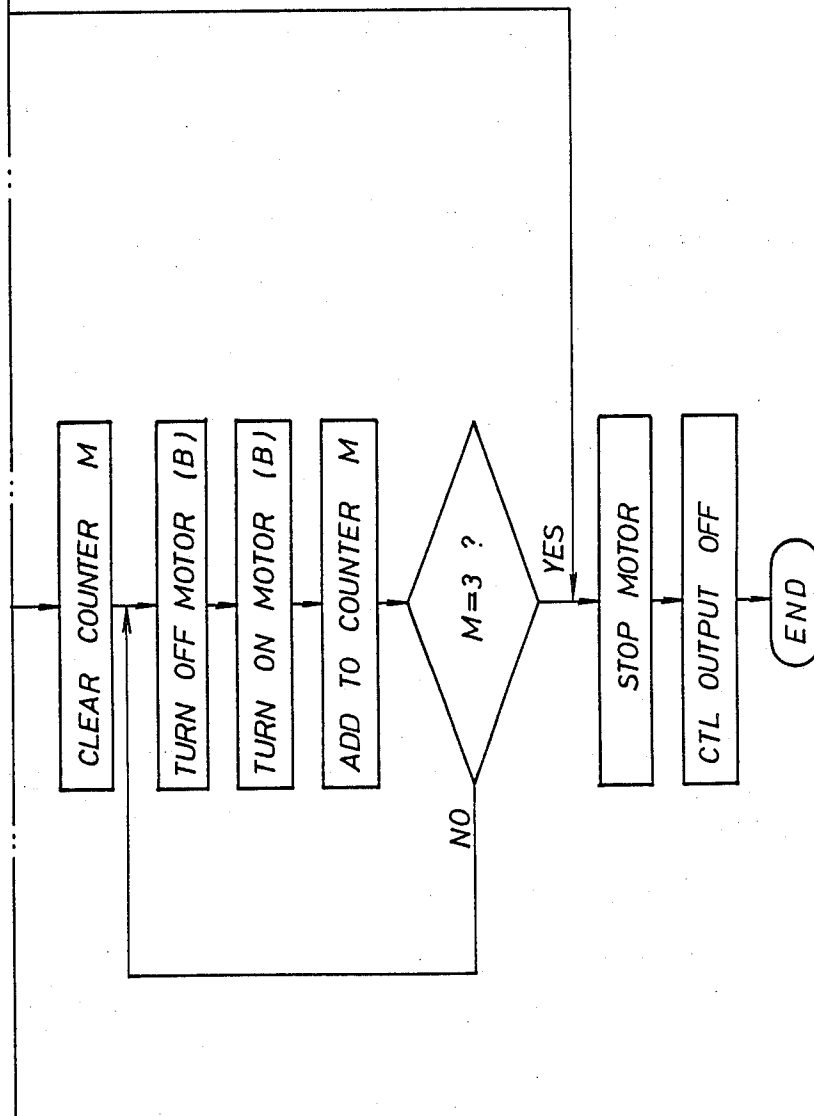 CLEAR COUNTER M
TURN OFF MOTOR (B)
TURN ON MOTOR (B)
ADD TO COUNTER M
M=3 ?
NO
YES
STOP MOTOR
CTL OUTPUT OFF
END